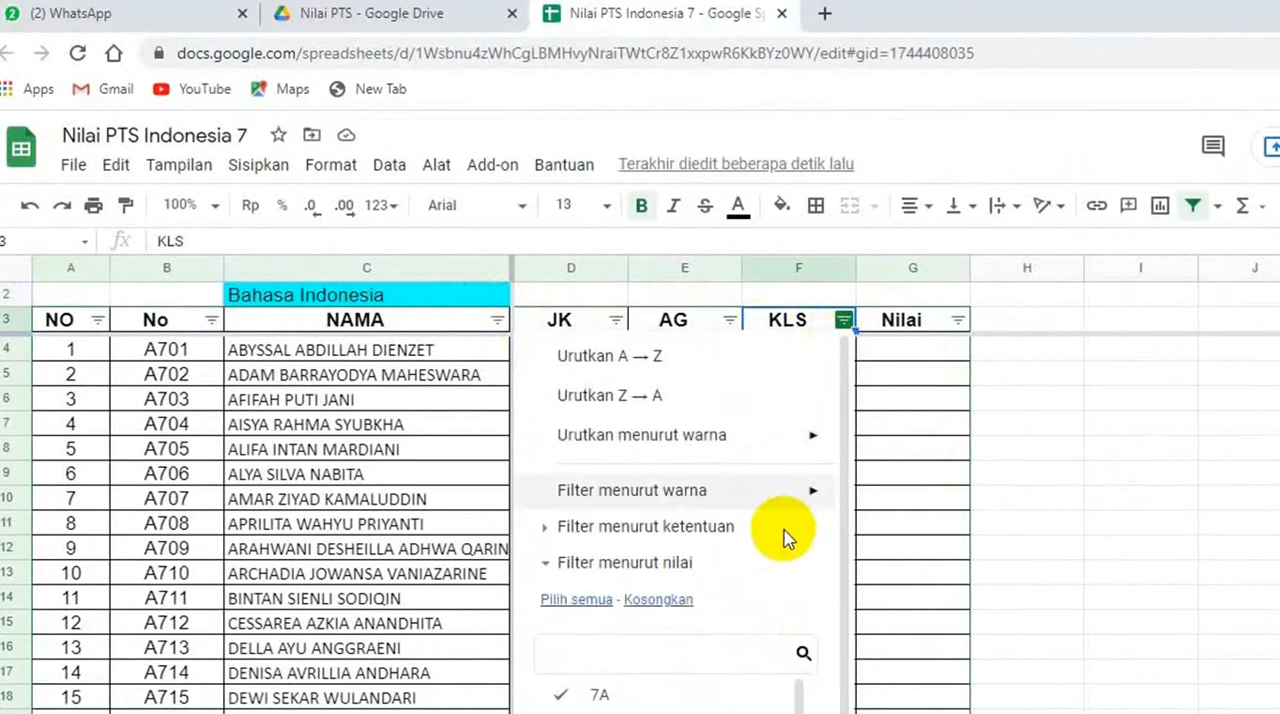 2 (2) WhatsApp
Nilai PTS - Google Drive
Nilai PTS Indonesia 7 - Google
docs.google.com/spreadsheets/d/1Wsbnu4zWhCgLBMHvyNraiTWtCr8Z1xxpwR6KkBYz0WY/edit#gid=1744408035
Apps Gmail YouTube Maps New Tab
Nilai PTS Indonesia 7
File Edit Tampilan Sisipkan Format Data Alat Add-on Bantuan Terakhir diedit beberapa detik lalu
100% Rp % .0 .00 123 Arial 13 B I S A Σ
3 fx KLS
A B C D E F G H I J
2 Bahasa Indonesia
3 NO No NAMA JK AG KLS Nilai
4 1 A701 ABYSSAL ABDILLAH DIENZET
5 2 A702 ADAM BARRAYODYA MAHESWARA
6 3 A703 AFIFAH PUTI JANI
7 4 A704 AISYA RAHMA SYUBKHA
8 5 A705 ALIFA INTAN MARDIANI
9 6 A706 ALYA SILVA NABITA
10 7 A707 AMAR ZIYAD KAMALUDDIN
11 8 A708 APRILITA WAHYU PRIYANTI
12 9 A709 ARAHWANI DESHEILLA ADHWA QARIN
13 10 A710 ARCHADIA JOWANSA VANIAZARINE
14 11 A711 BINTAN SIENLI SODIQIN
15 12 A712 CESSAREA AZKIA ANANDHITA
16 13 A713 DELLA AYU ANGGRAENI
17 14 A714 DENISA AVRILLIA ANDHARA
18 15 A715 DEWI SEKAR WULANDARI
Urutkan A → Z
Urutkan Z → A
Urutkan menurut warna
Filter menurut warna
Filter menurut ketentuan
Filter menurut nilai
Pilih semua - Kosongkan
7A